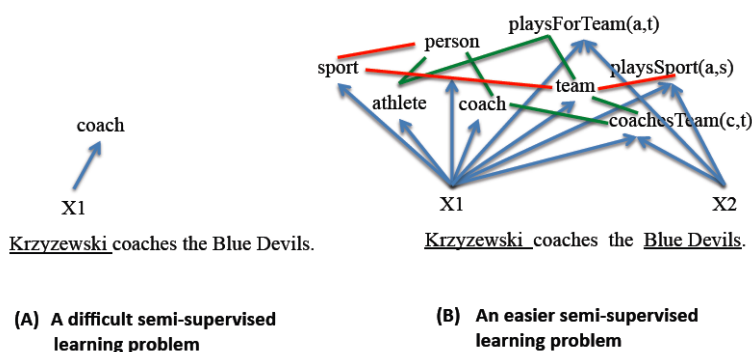 coach
X1
Krzyzewski coaches the Blue Devils.
(A) A difficult semi-supervised
learning problem
playsForTeam(a,t)
person
sport
playsSport(a,s)
team
athlete
coach
coachesTeam(c,t)
X1
X2
Krzyzewski coaches the Blue Devils.
(B) An easier semi-supervised
learning problem